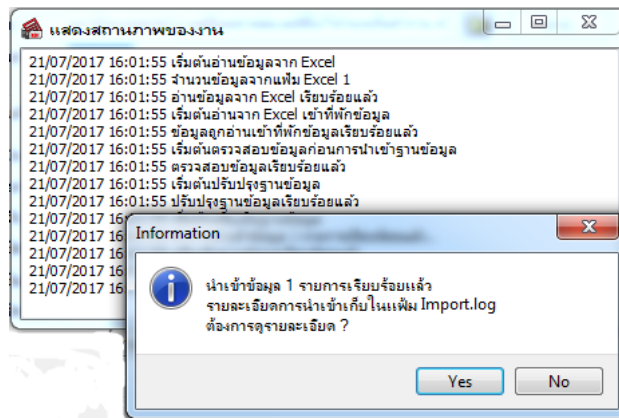 แสดงสถานภาพของงาน
21/07/2017 16:01:55 เริ่มต้นอ่านข้อมูลจาก Excel
21/07/2017 16:01:55 จำนวนข้อมูลจากแฟ้ม Excel 1
21/07/2017 16:01:55 อ่านข้อมูลจาก Excel เรียบร้อยแล้ว
21/07/2017 16:01:55 เริ่มต้นอ่านจาก Excel เข้าที่พักข้อมูล
21/07/2017 16:01:55 ข้อมูลถูกอ่านเข้าที่พักข้อมูลเรียบร้อยแล้ว
21/07/2017 16:01:55 เริ่มต้นตรวจสอบข้อมูลก่อนการนำเข้าฐานข้อมูล
21/07/2017 16:01:55 ตรวจสอบข้อมูลเรียบร้อยแล้ว
21/07/2017 16:01:55 เริ่มต้นปรับปรุงฐานข้อมูล
21/07/2017 16:01:55 ปรับปรุงฐานข้อมูลเรียบร้อยแล้ว
21/07/2017 16
21/07/2017 16
21/07/2017 16
21/07/2017 16
Information
นำเข้าข้อมูล 1 รายการเรียบร้อยแล้ว
รายละเอียดการนำเข้าเก็บในแฟ้ม Import.log
ต้องการดูรายละเอียด ?
Yes No